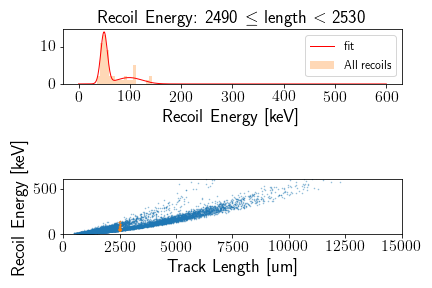 Recoil Energy: 2490 ≤ length < 2530
10
0
fit
All recoils
0 100 200 300 400 500 600
Recoil Energy [keV]
Recoil Energy [keV]
500
0
0 2500 5000 7500 10000 12500 15000
Track Length [um]